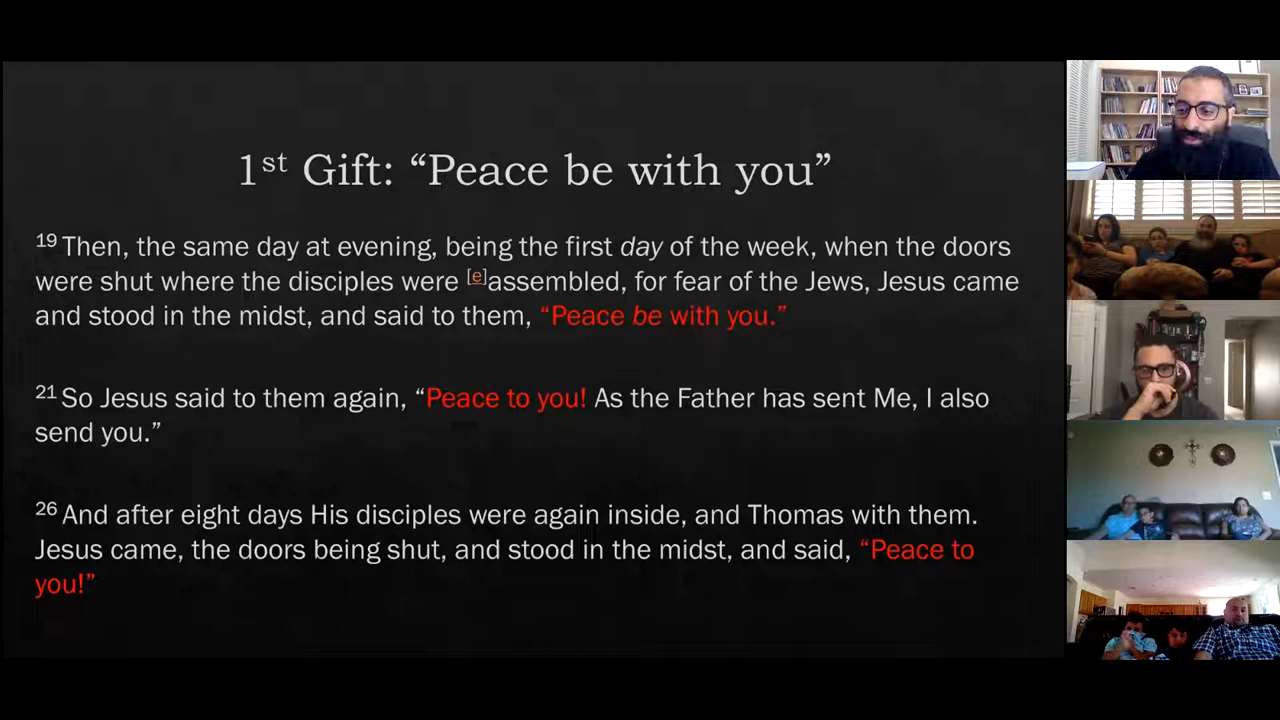 1st Gift: “Peace be with you”
19 Then, the same day at evening, being the first day of the week, when the doors
were shut where the disciples were [e]assembled, for fear of the Jews, Jesus came
and stood in the midst, and said to them, “Peace be with you.”
21 So Jesus said to them again, “Peace to you! As the Father has sent Me, I also
send you.”
26 And after eight days His disciples were again inside, and Thomas with them.
Jesus came, the doors being shut, and stood in the midst, and said, “Peace to
you!”